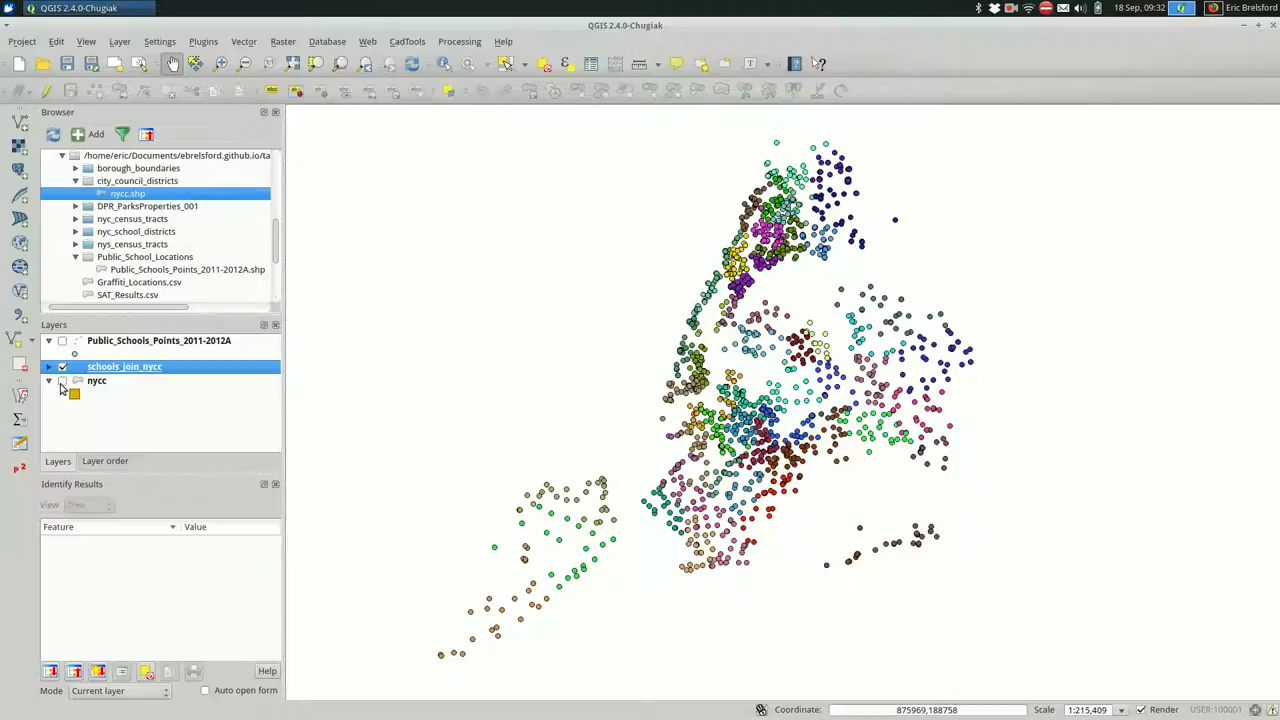 QGIS 2.4.0-Chugiak
18 Sep, 09:32
Eric Brelsford
QGIS 2.4.0-Chugiak
Project Edit View Layer Settings Plugins Vector Raster Database Web CadTools Processing Help
Browser
Add
/home/eric/Documents/ebrelsford.github.io/ta
borough_boundaries
city_council_districts
nycc.shp
DPR_ParksProperties_001
nyc_census_tracts
nyc_school_districts
nys_census_tracts
Public_School_Locations
Public_Schools_Points_2011-2012A.shp
Graffiti_Locations.csv
SAT_Results.csv
Layers
Public_Schools_Points_2011-2012A
schools_join_nycc
nycc
Layers Layer order
Identify Results
View Tree
Feature Value
Help
Mode Current layer Auto open form
Coordinate: 875969,188758 Scale 1:215,409 Render USER:100001